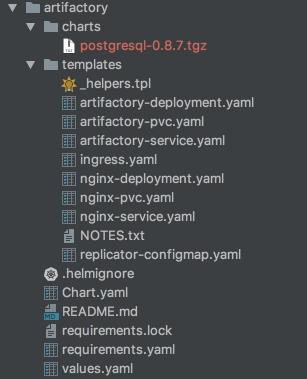 artifactory
charts
postgresql-0.8.7.tgz
templates
_helpers.tpl
artifactory-deployment.yaml
artifactory-pvc.yaml
artifactory-service.yaml
ingress.yaml
nginx-deployment.yaml
nginx-pvc.yaml
nginx-service.yaml
NOTES.txt
replicator-configmap.yaml
.helmignore
Chart.yaml
README.md
requirements.lock
requirements.yaml
values.yaml